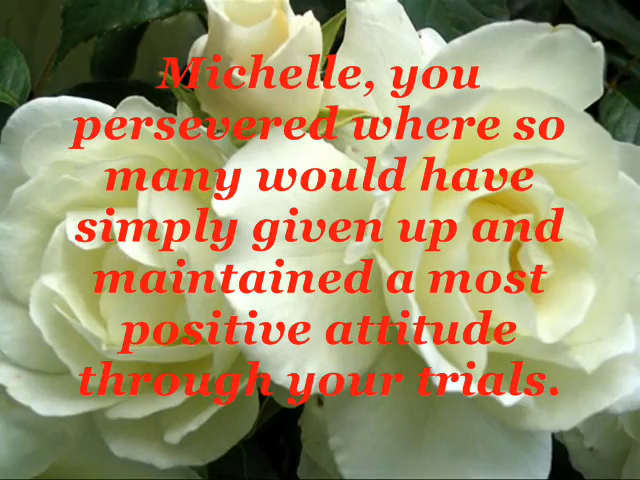 Michelle, you
persevered where so
many would have
simply given up and
maintained a most
positive attitude
through your trials.